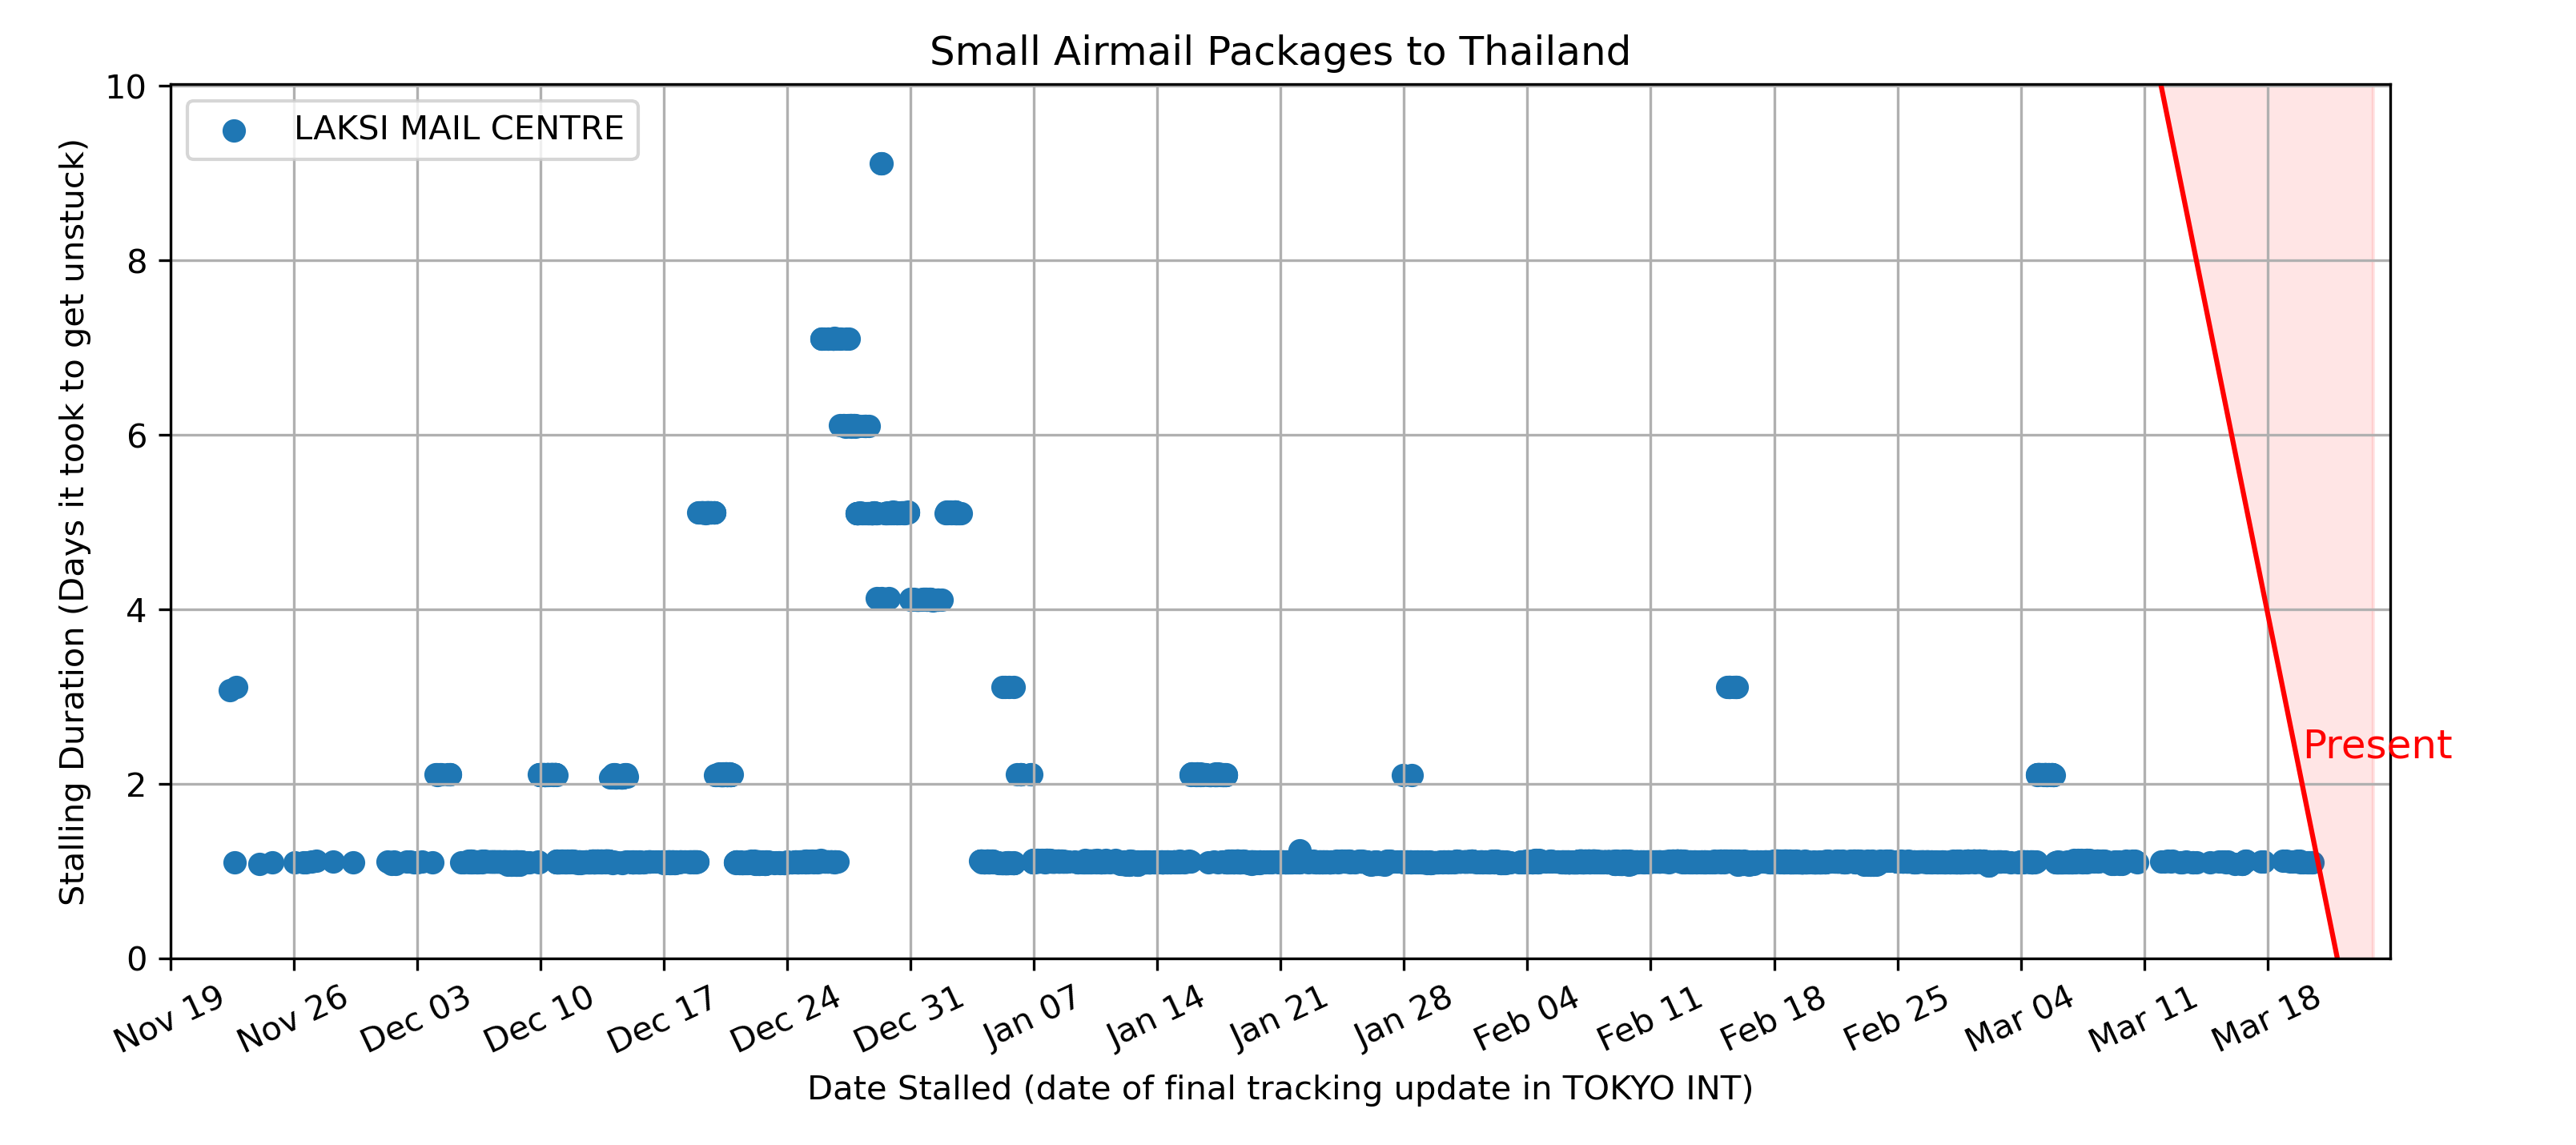 Small Airmail Packages to Thailand
LAKSI MAIL CENTRE
Stalling Duration (Days it took to get unstuck)
10
8
6
4
2
0
Present
Nov 19 Nov 26 Dec 03 Dec 10 Dec 17 Dec 24 Dec 31 Jan 07 Jan 14 Jan 21 Jan 28 Feb 04 Feb 11 Feb 18 Feb 25 Mar 04 Mar 11 Mar 18
Date Stalled (date of final tracking update in TOKYO INT)